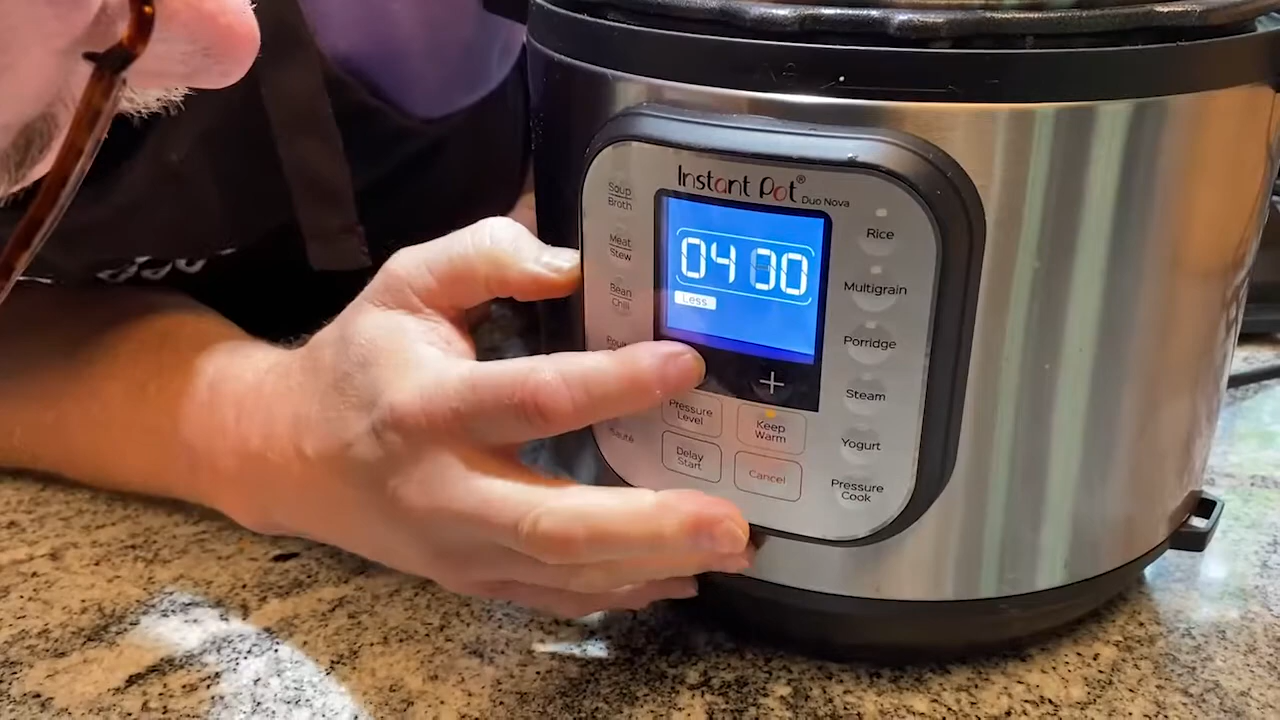 Instant Pot®
Duo Nova
Soup
Broth
Meat
Stew
Bean
Chili
04 00
Less
+
Pressure
Level
Keep
Warm
Delay
Start
Cancel
Rice
Multigrain
Porridge
Steam
Yogurt
Pressure
Cook